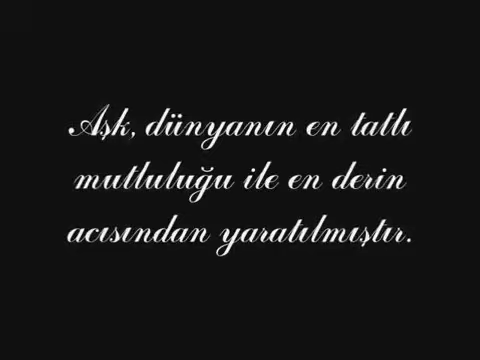 Aşk, dünyanın en tatlı
mutluluğu ile en derin
acısından yaratılmıştır.